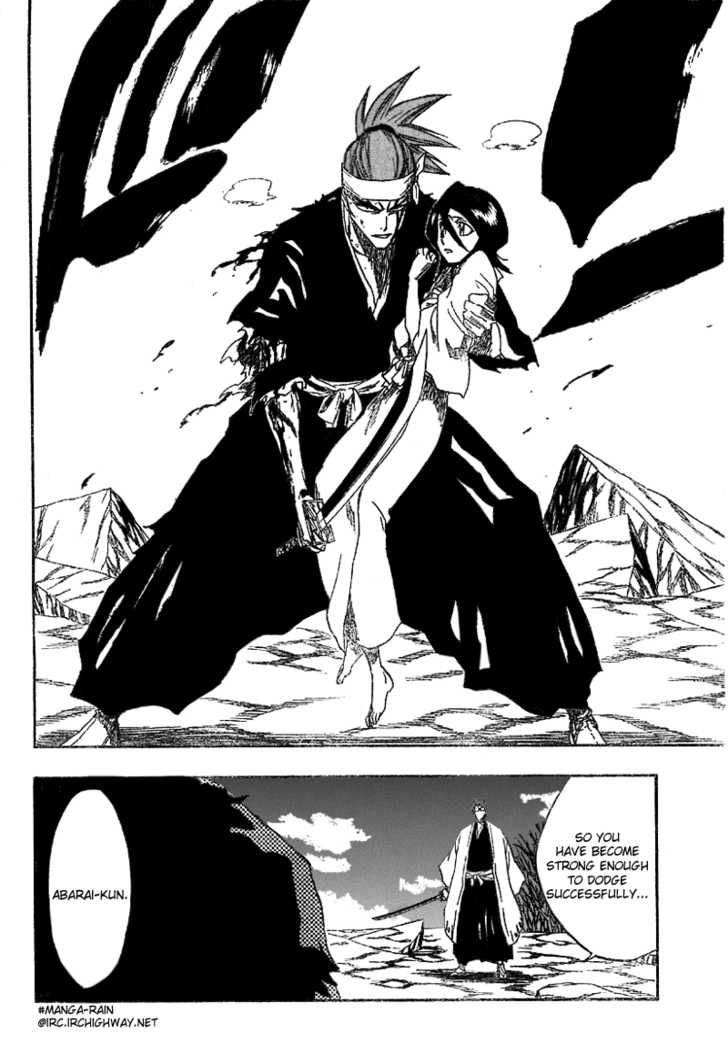 SO YOU
HAVE BECOME
STRONG ENOUGH
TO DODGE
SUCCESSFULLY...
ABARAI-KUN.
#MANGA-RAIN
@IRC.IRCHIGHWAY.NET